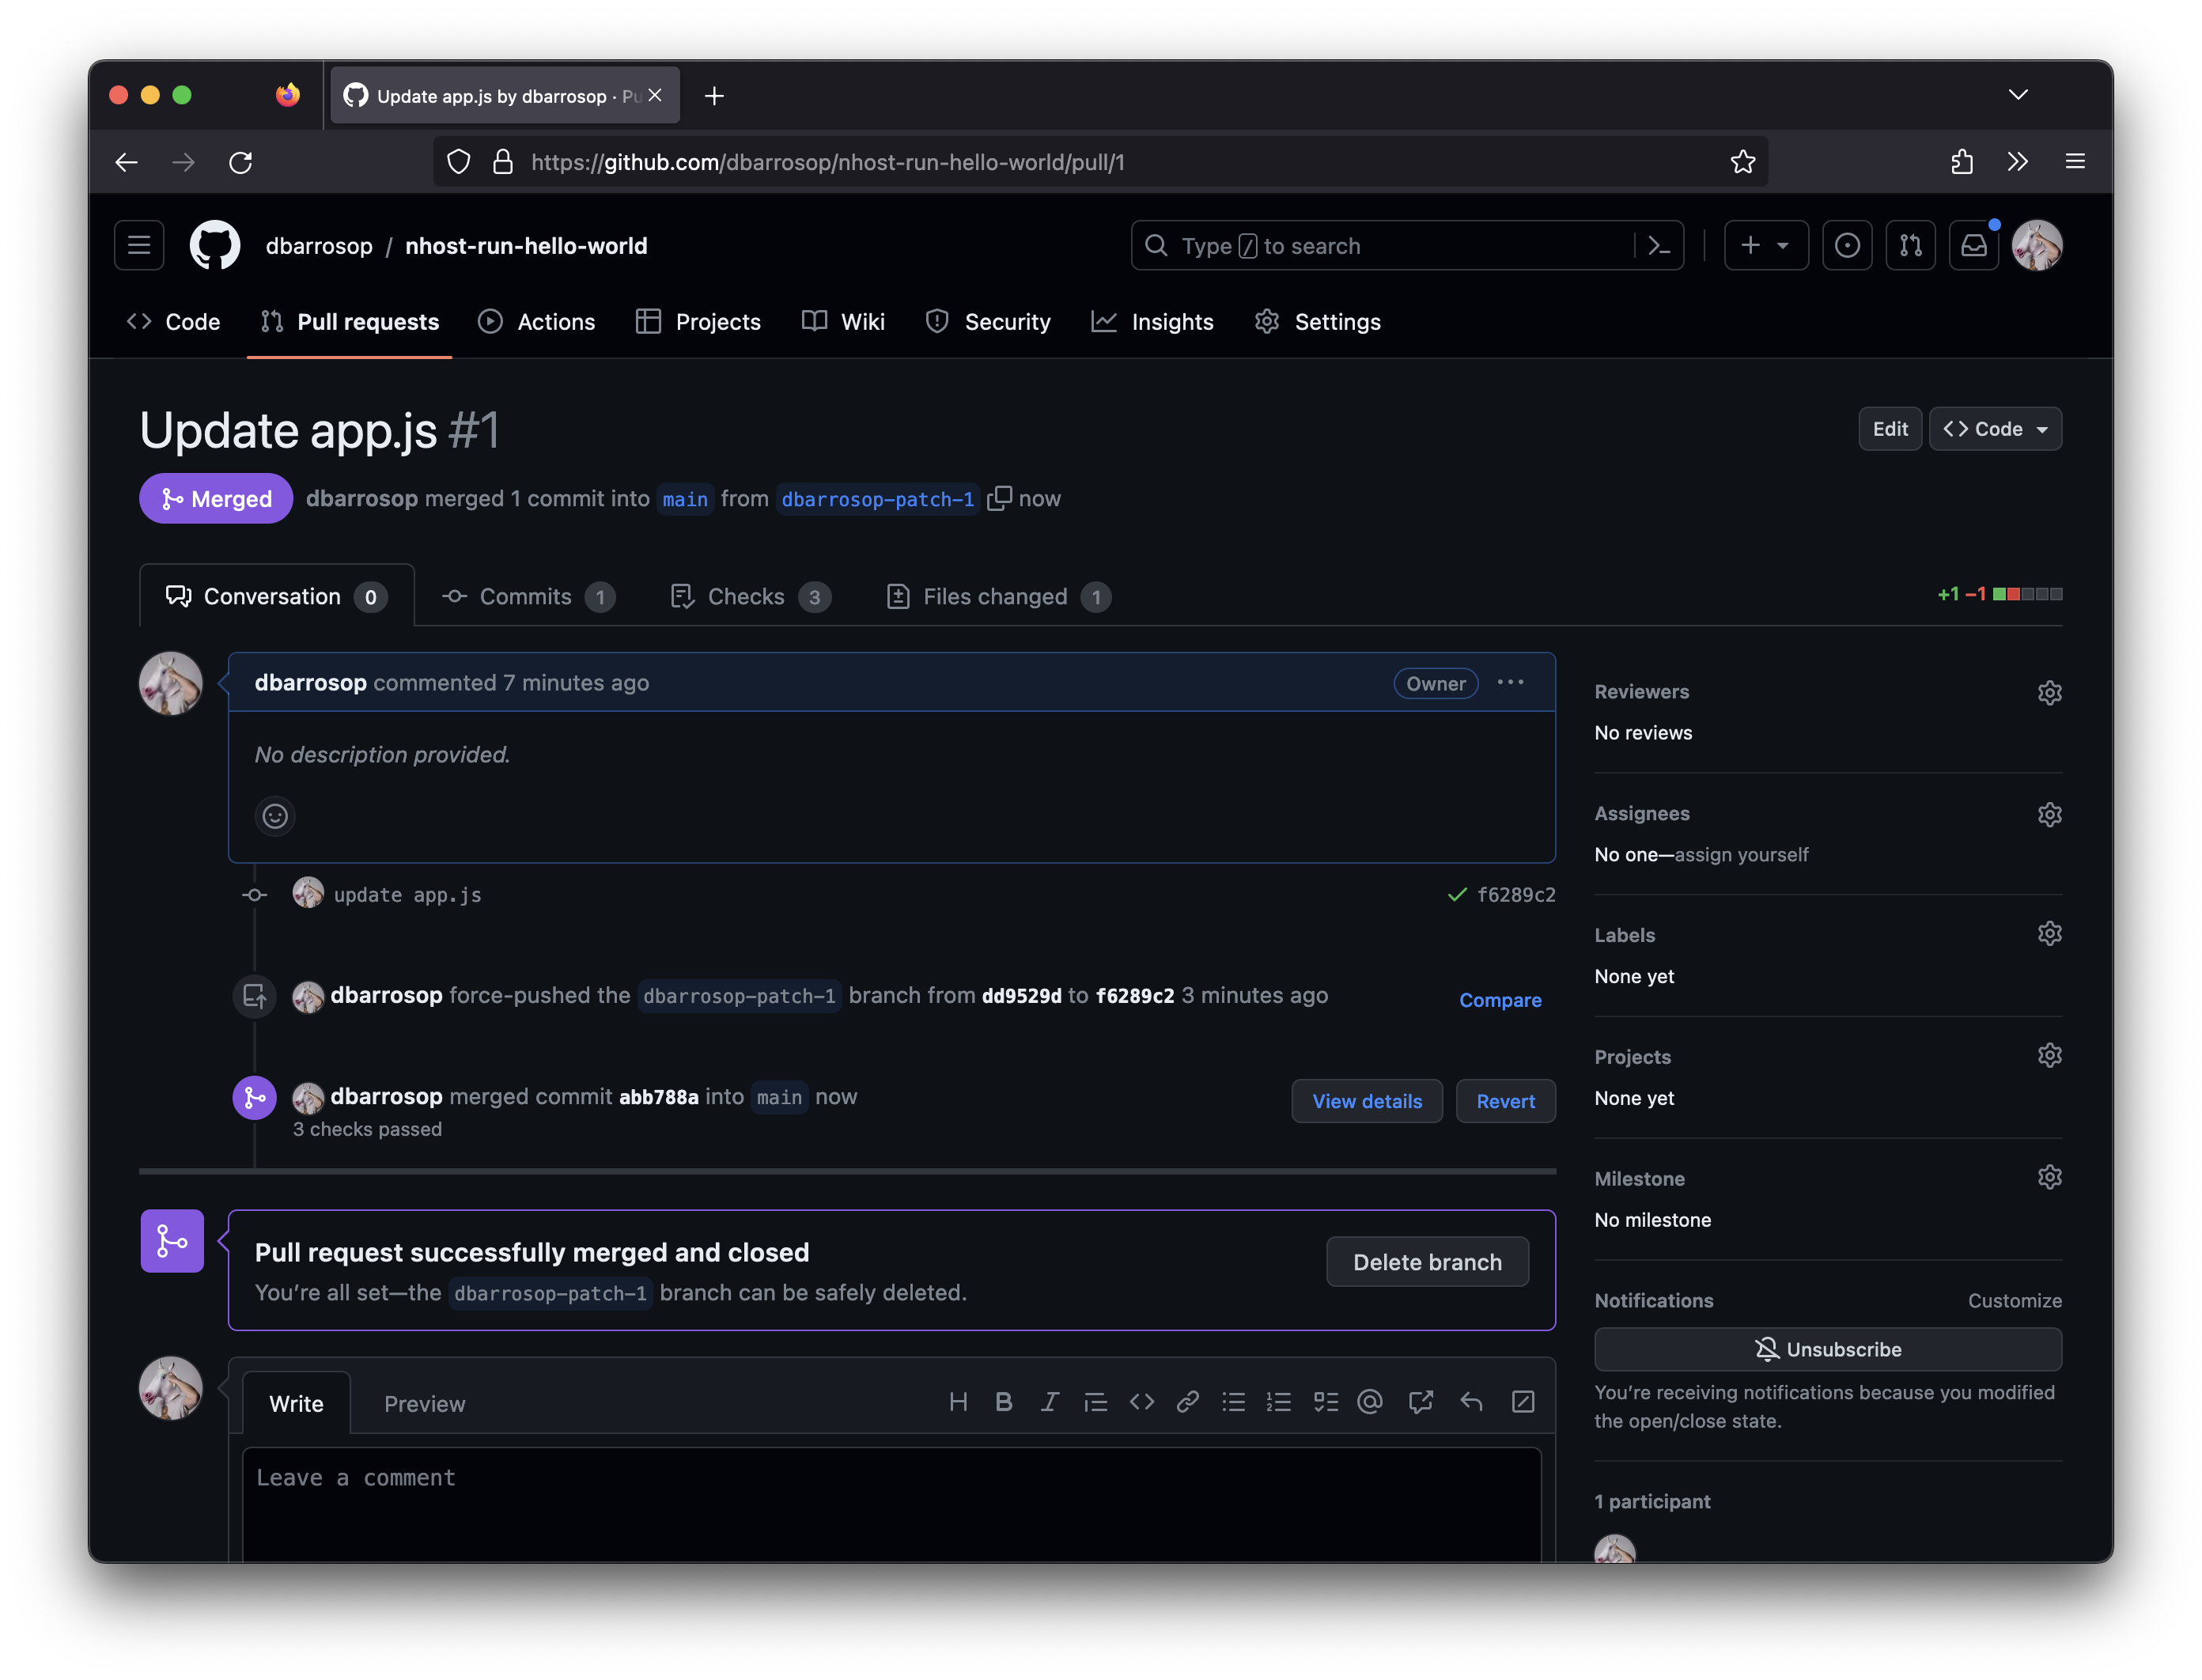 Update app.js by dbarrosop · Pu
https://github.com/dbarrosop/nhost-run-hello-world/pull/1
dbarrosop / nhost-run-hello-world
Type / to search
Code Pull requests Actions Projects Wiki Security Insights Settings
Update app.js #1
Edit Code
Merged dbarrosop merged 1 commit into main from dbarrosop-patch-1 now
Conversation 0 Commits 1 Checks 3 Files changed 1
+1 −1
dbarrosop commented 7 minutes ago
Owner
No description provided.
update app.js
f6289c2
dbarrosop force-pushed the dbarrosop-patch-1 branch from dd9529d to f6289c2 3 minutes ago
Compare
dbarrosop merged commit abb788a into main now
3 checks passed
View details Revert
Pull request successfully merged and closed
You’re all set—the dbarrosop-patch-1 branch can be safely deleted.
Delete branch
Write Preview
Leave a comment
Reviewers
No reviews
Assignees
No one—assign yourself
Labels
None yet
Projects
None yet
Milestone
No milestone
Notifications Customize
Unsubscribe
You’re receiving notifications because you modified
the open/close state.
1 participant